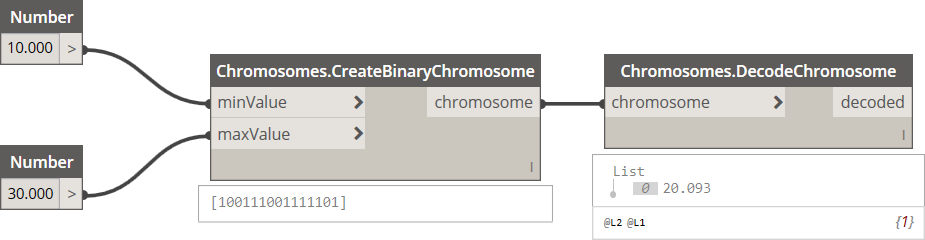 Number
10.000 >
Chromosomes.CreateBinaryChromosome
minValue > chromosome
maxValue >
l
[100111001111101]
Number
30.000 >
Chromosomes.DecodeChromosome
chromosome > decoded
l
List
0 20.093
@L2 @L1 {1}